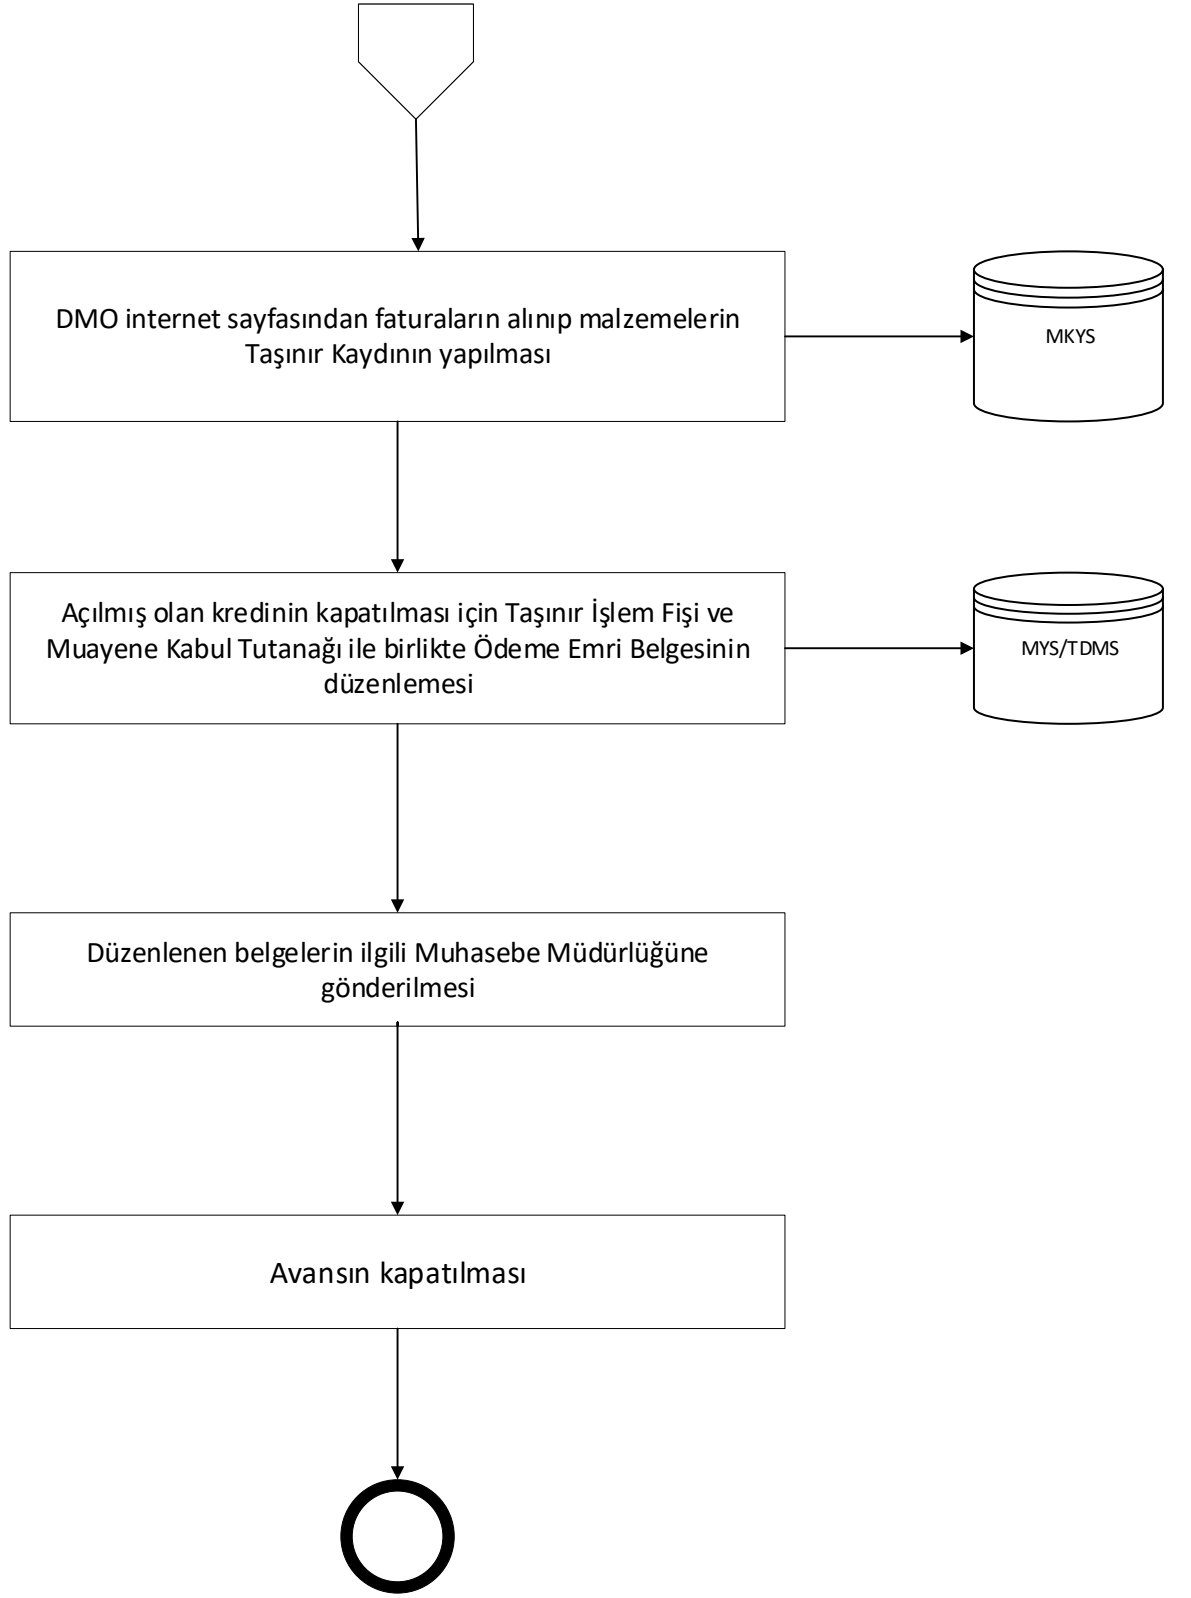 DMO internet sayfasından faturaların alınıp malzemelerin
Taşınır Kaydının yapılması
MKYS
Açılmış olan kredinin kapatılması için Taşınır İşlem Fişi ve
Muayene Kabul Tutanağı ile birlikte Ödeme Emri Belgesinin
düzenlemesi
MYS/TDMS
Düzenlenen belgelerin ilgili Muhasebe Müdürlüğüne
gönderilmesi
Avansın kapatılması